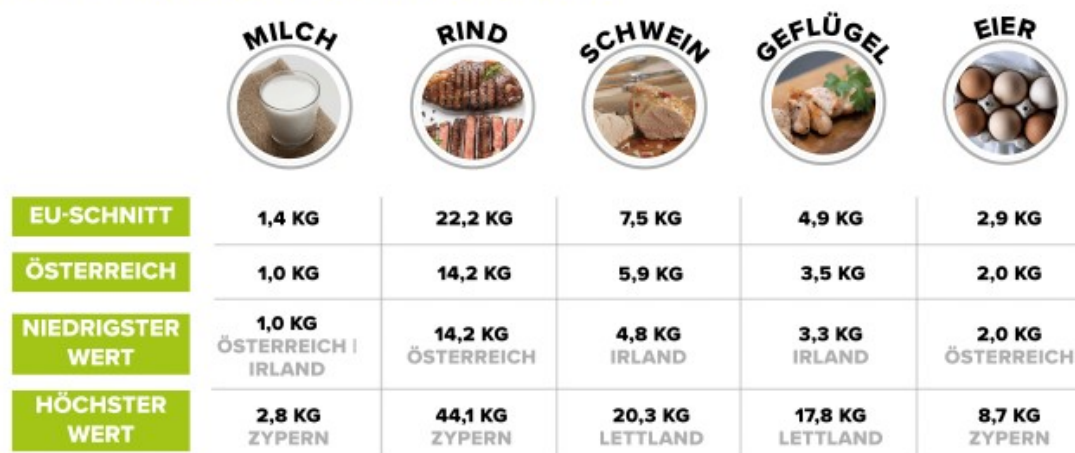 MILCH
RIND
SCHWEIN
GEFLÜGEL
EIER
EU-SCHNITT 1,4 KG 22,2 KG 7,5 KG 4,9 KG 2,9 KG
ÖSTERREICH 1,0 KG 14,2 KG 5,9 KG 3,5 KG 2,0 KG
NIEDRIGSTER WERT
1,0 KG ÖSTERREICH | IRLAND
14,2 KG ÖSTERREICH
4,8 KG IRLAND
3,3 KG IRLAND
2,0 KG ÖSTERREICH
HÖCHSTER WERT
2,8 KG ZYPERN
44,1 KG ZYPERN
20,3 KG LETTLAND
17,8 KG LETTLAND
8,7 KG ZYPERN